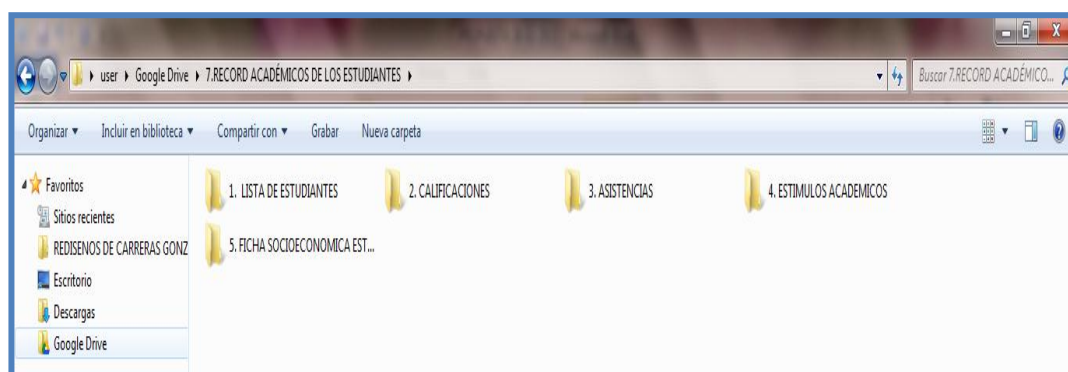 user ▸ Google Drive ▸ 7.RECORD ACADÉMICOS DE LOS ESTUDIANTES ▸
Buscar 7.RECORD ACADÉMICO...
Organizar Incluir en biblioteca Compartir con Grabar Nueva carpeta
Favoritos
Sitios recientes
REDISENOS DE CARRERAS GONZ
Escritorio
Descargas
Google Drive
1. LISTA DE ESTUDIANTES
2. CALIFICACIONES
3. ASISTENCIAS
4. ESTIMULOS ACADEMICOS
5. FICHA SOCIOECONOMICA EST...